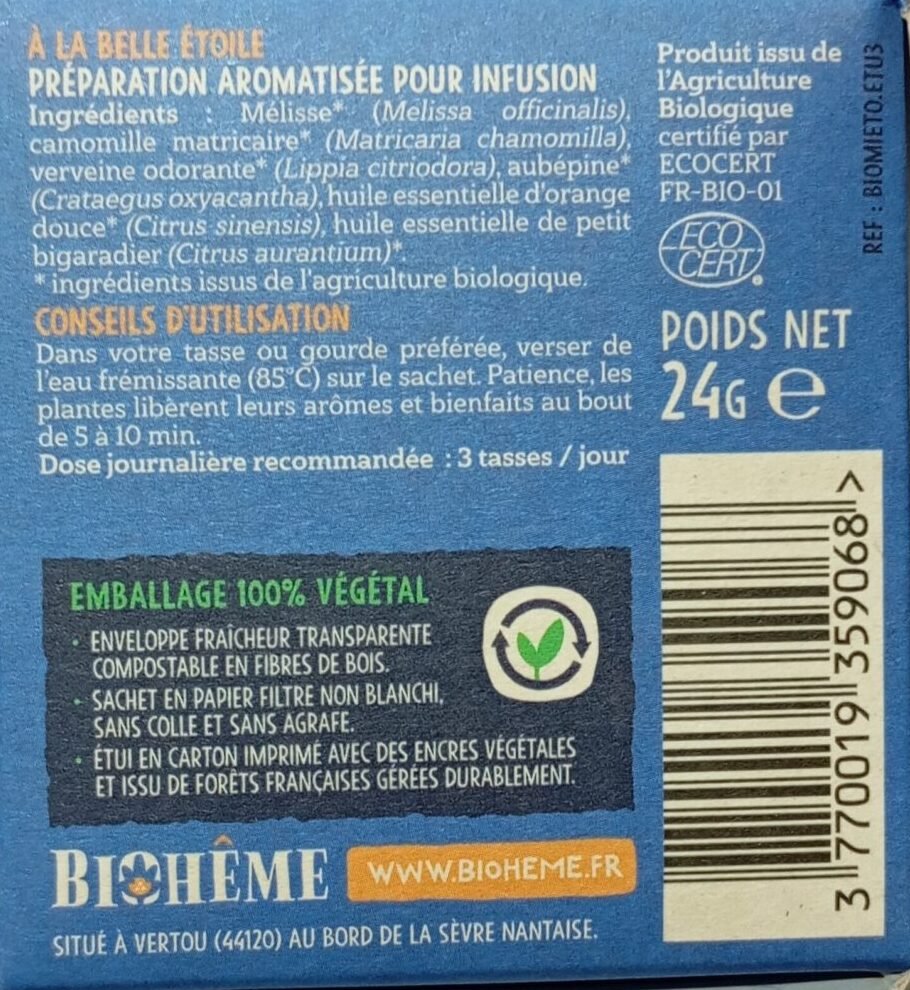 À LA BELLE ÉTOILE
PRÉPARATION AROMATISÉE POUR INFUSION
Ingrédients : Mélisse* (Melissa officinalis),
camomille matricaire* (Matricaria chamomilla),
verveine odorante* (Lippia citriodora), aubépine*
(Crataegus oxyacantha), huile essentielle d'orange
douce* (Citrus sinensis), huile essentielle de petit
bigaradier (Citrus aurantium)*.
* ingrédients issus de l'agriculture biologique.
CONSEILS D'UTILISATION
Dans votre tasse ou gourde préférée, verser de
l'eau frémissante (85°C) sur le sachet. Patience, les
plantes libèrent leurs arômes et bienfaits au bout
de 5 à 10 min.
Dose journalière recommandée : 3 tasses / jour
EMBALLAGE 100% VÉGÉTAL
· ENVELOPPE FRAÎCHEUR TRANSPARENTE
COMPOSTABLE EN FIBRES DE BOIS.
· SACHET EN PAPIER FILTRE NON BLANCHI,
SANS COLLE ET SANS AGRAFE.
· ÉTUI EN CARTON IMPRIMÉ AVEC DES ENCRES VÉGÉTALES
ET ISSU DE FORÊTS FRANÇAISES GÉRÉES DURABLEMENT.
BIOHÊME
WWW.BIOHEME.FR
SITUÉ À VERTOU (44120) AU BORD DE LA SÈVRE NANTAISE.
Produit issu de
l'Agriculture
Biologique
certifié par
ECOCERT
FR-BIO-01
ECO
CERT
POIDS NET
24G e
3 770019 359068 >
REF : BIOMIETO.ETU3